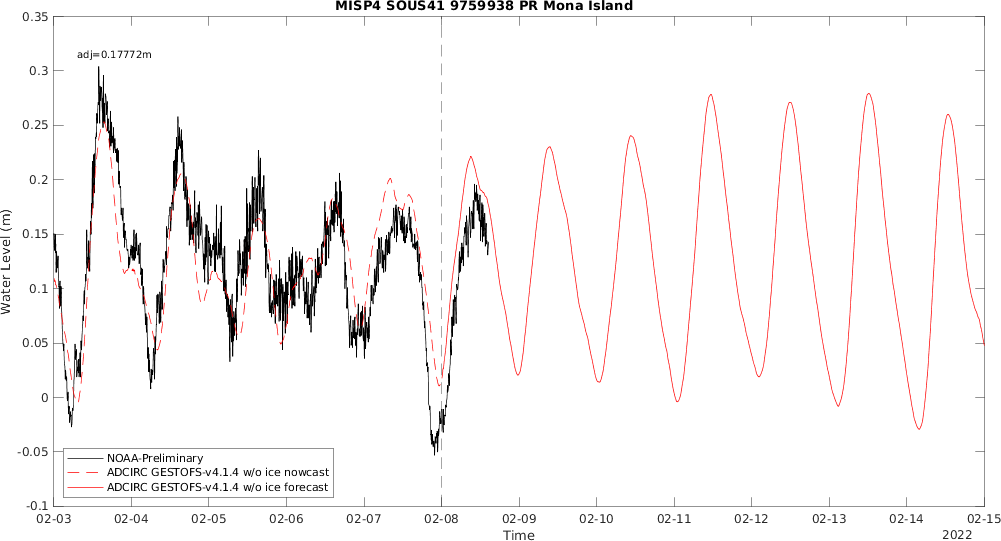 MISP4 SOUS41 9759938 PR Mona Island
0.35
adj=0.17772m
0.3
0.25
0.2
0.15
0.1
0.05
0
-0.05
-0.1
Water Level (m)
NOAA-Preliminary
ADCIRC GESTOFS-v4.1.4 w/o ice nowcast
ADCIRC GESTOFS-v4.1.4 w/o ice forecast
02-03 02-04 02-05 02-06 02-07 02-08 02-09 02-10 02-11 02-12 02-13 02-14 02-15
Time
2022